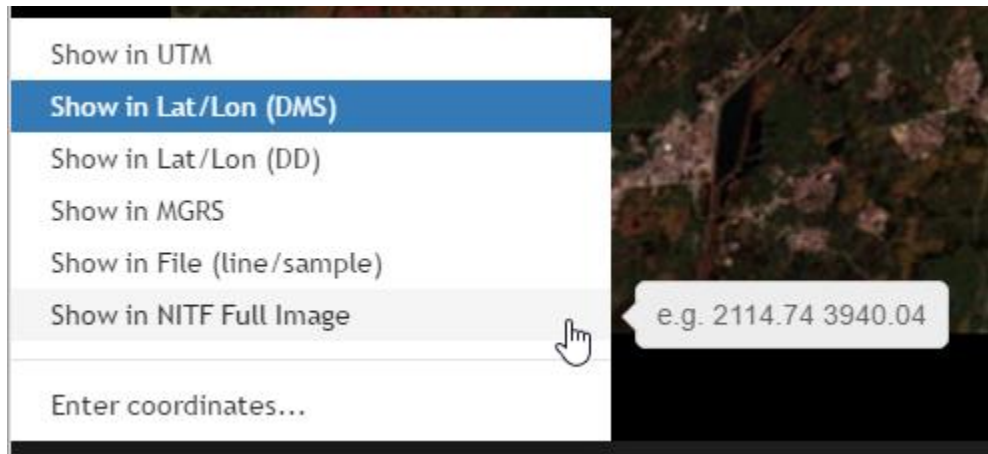 Show in UTM
Show in Lat/Lon (DMS)
Show in Lat/Lon (DD)
Show in MGRS
Show in File (line/sample)
Show in NITF Full Image
e.g. 2114.74 3940.04
Enter coordinates...